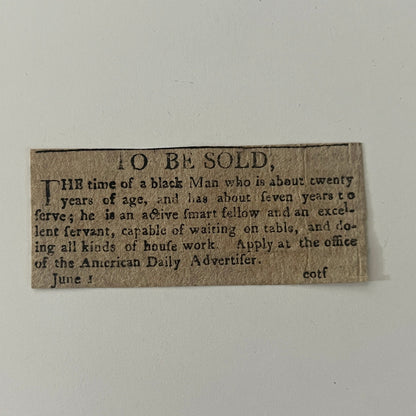 TO BE SOLD,
THE time of a black Man who is about twenty
years of age, and has about ſeven years to
ſerve; he is an active ſmart fellow and an excel-
lent ſervant, capable of waiting on table, and do-
ing all kinds of houſe work. Apply at the office
of the American Daily Advertiſer.
June 1 eotf